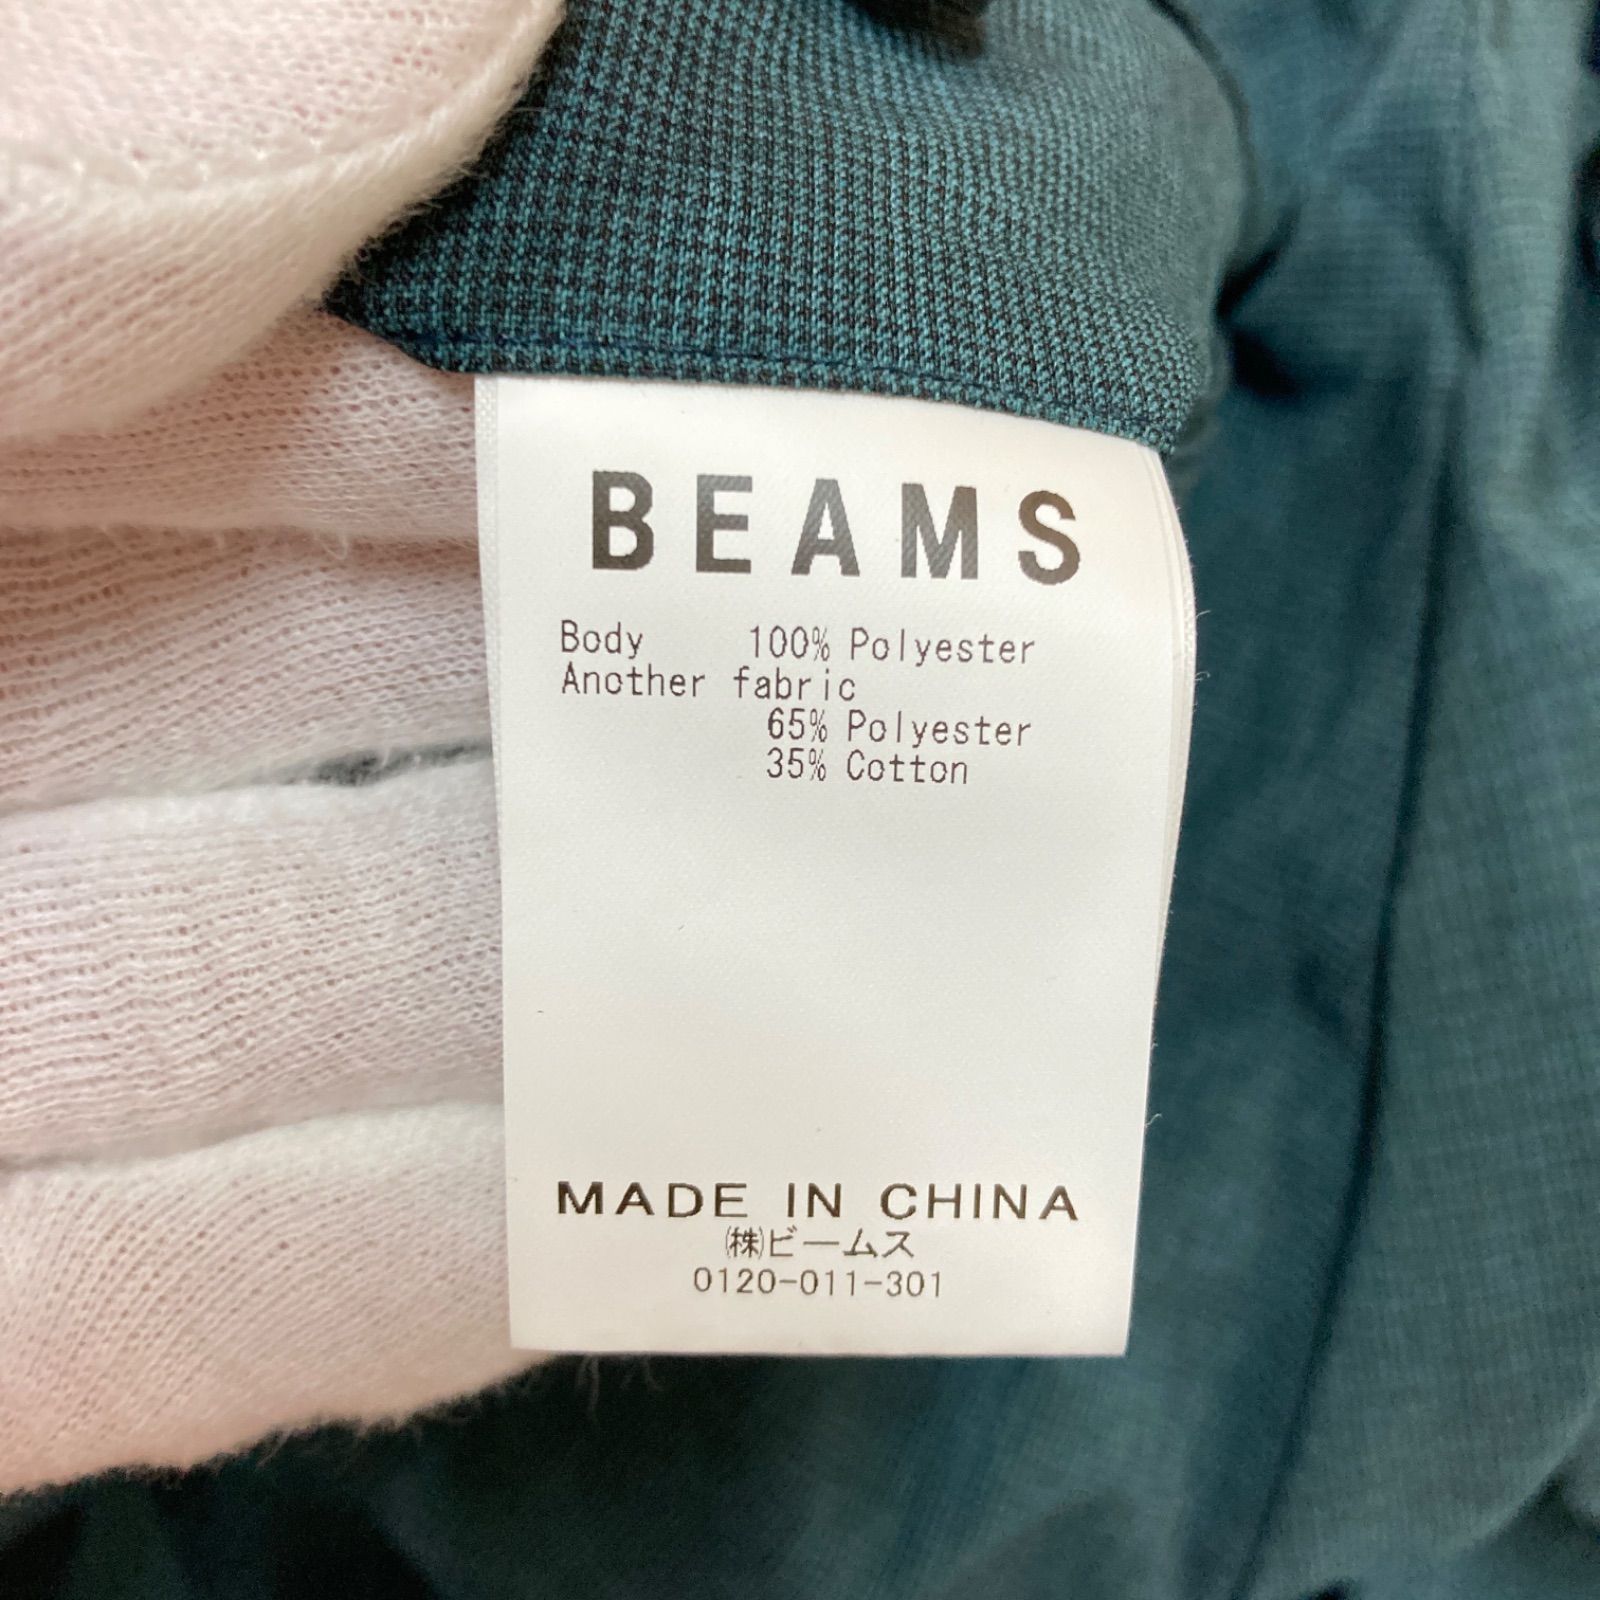 BEAMS
Body 100% Polyester
Another fabric
65% Polyester
35% Cotton
MADE IN CHINA
㈱ビームス
0120-011-301